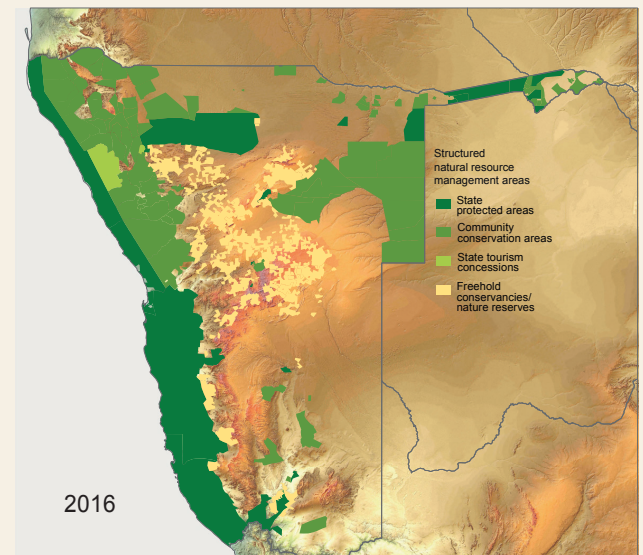 Structured
natural resource
management areas
State
protected areas
Community
conservation areas
State tourism
concessions
Freehold
conservancies/
nature reserves
2016